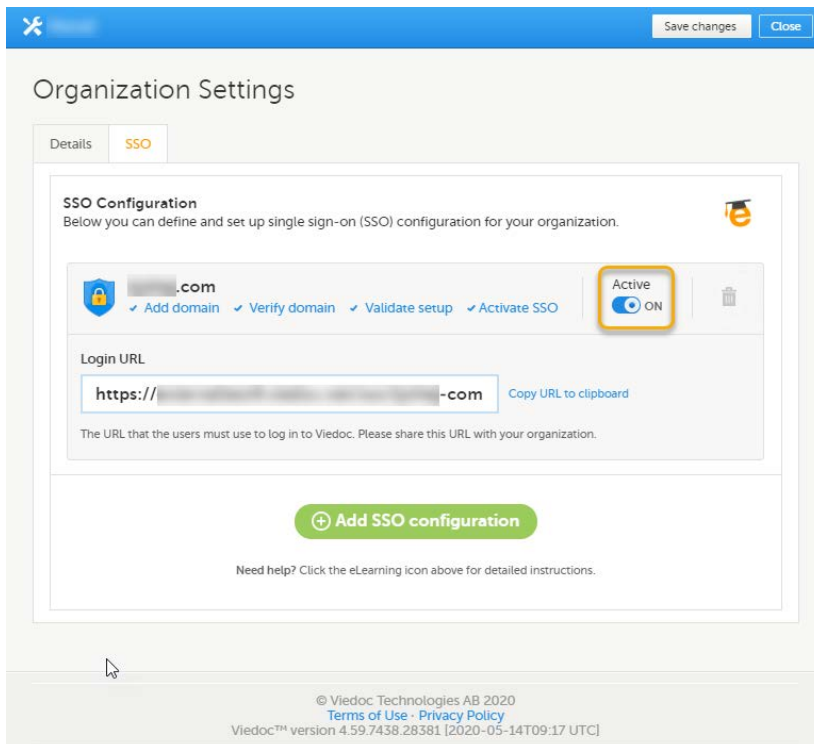 Save changes Close
Organization Settings
Details SSO
SSO Configuration
Below you can define and set up single sign-on (SSO) configuration for your organization.
.com
✓ Add domain ✓ Verify domain ✓ Validate setup ✓ Activate SSO
Active
ON
Login URL
https:// -com Copy URL to clipboard
The URL that the users must use to log in to Viedoc. Please share this URL with your organization.
Add SSO configuration
Need help? Click the eLearning icon above for detailed instructions.
© Viedoc Technologies AB 2020
Terms of Use · Privacy Policy
Viedoc™ version 4.59.7438.28381 [2020-05-14T09:17 UTC]